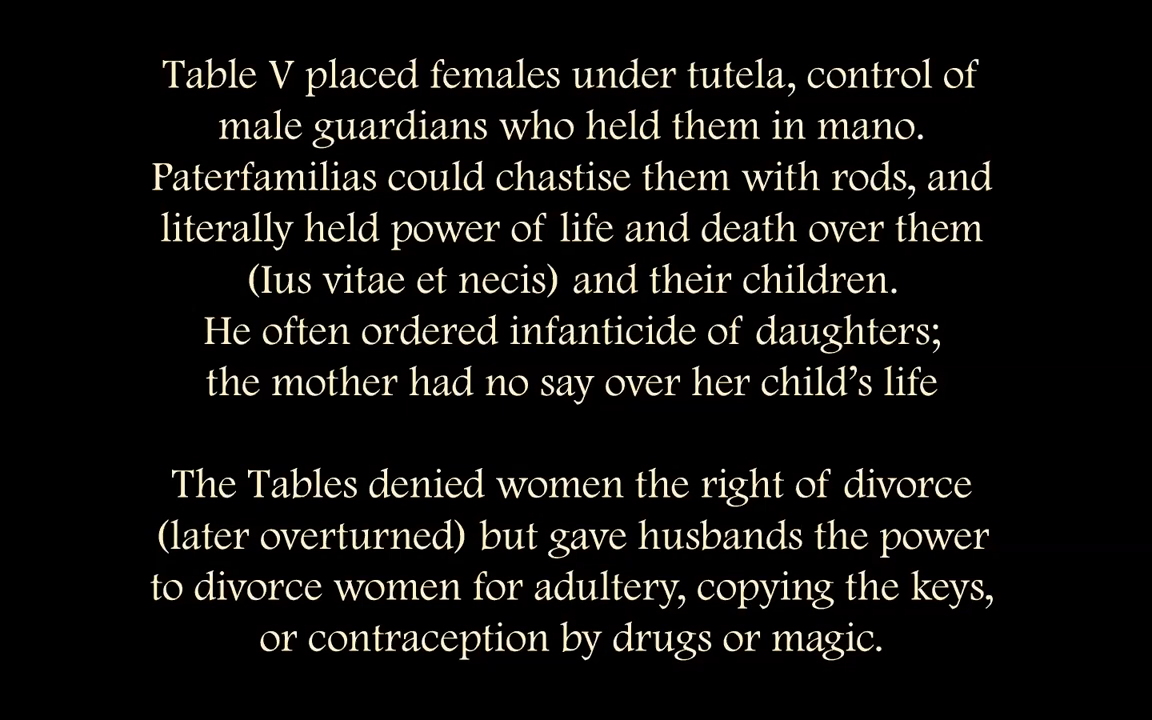 Table V placed females under tutela, control of
male guardians who held them in mano.
Paterfamilias could chastise them with rods, and
literally held power of life and death over them
(Ius vitae et necis) and their children.
He often ordered infanticide of daughters;
the mother had no say over her child’s life
The Tables denied women the right of divorce
(later overturned) but gave husbands the power
to divorce women for adultery, copying the keys,
or contraception by drugs or magic.